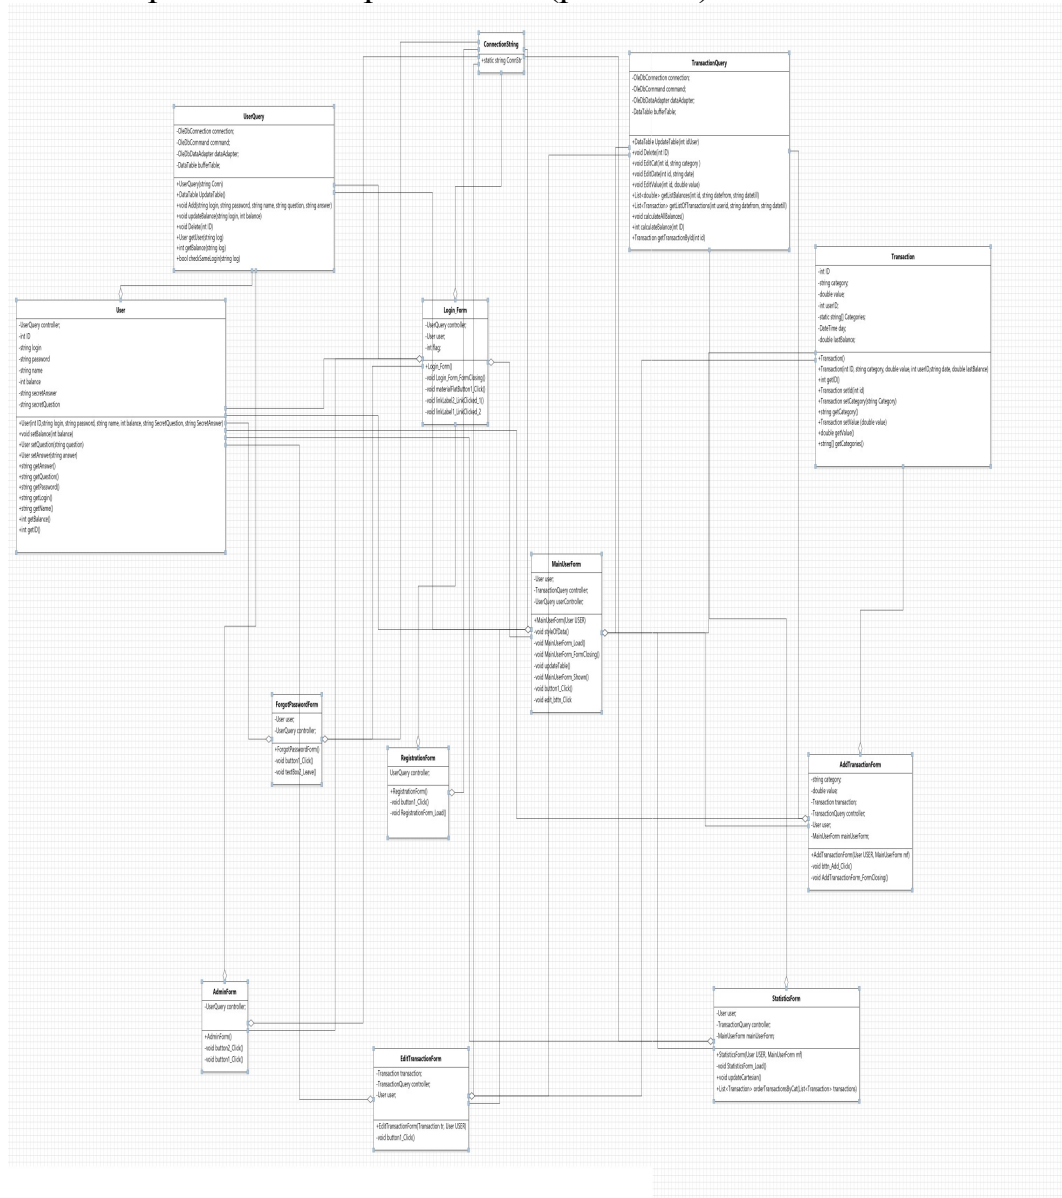 ConnectionString
+static string ConnStr
TransactionQuery
-OleDbConnection connection;
-OleDbCommand command;
-OleDbDataAdapter dataAdapter;
-DataTable bufferTable;
+DataTable UpdateTable(int idUser)
+void Delete(int ID)
+void EditCat(int id, string category )
+void EditDate(int id, string date)
+void EditValue(int id, double value)
+List<double> getListBalances(int id, string datefrom, string datetill)
+List<Transaction> getListOfTransactions(int userid, string datefrom, string datetill)
+void calculateAllBalances()
+int calculateBalance(int ID)
+Transaction getTransactionById(int id)
UserQuery
-OleDbConnection connection;
-OleDbCommand command;
-OleDbDataAdapter dataAdapter;
-DataTable bufferTable;
+UserQuery(string Conn)
+DataTable UpdateTable()
+void Add(string login, string password, string name, string question, string answer)
+void updateBalance(string login, int balance)
+void Delete(int ID)
+User getUser(string log)
+int getBalance(string log)
+bool checkSameLogin(string log)
Transaction
-int ID
-string category;
-double value;
-int userID;
-static string[] Categories;
-DateTime day;
-double lastBalance;
+Transaction()
+Transaction(int ID, string category, double value, int userID,string date, double lastBalance)
+int getID()
+Transaction setId(int id)
+Transaction setCategory(string Category)
+string getCategory()
+Transaction setValue (double value)
+double getValue()
+string[] getCategories()
User
-UserQuery controller;
-int ID
-string login
-string password
-string name
-int balance
-string secretAnswer
-string secretQuestion
+User(int ID,string login, string password, string name, int balance, string SecretQuestion, string SecretAnswer)
+void setBalance(int balance)
+User setQuestion(string question)
+User setAnswer(string answer)
+string getAnswer()
+string getQuestion()
+string getPassword()
+string getLogin()
+string getName()
+int getBalance()
+int getID()
Login_Form
-UserQuery controller;
-User user;
-int flag;
+Login_Form()
-void Login_Form_FormClosing()
-void materialFlatButton1_Click()
-void linkLabel2_LinkClicked_1()
-void linkLabel1_LinkClicked_2
MainUserForm
-User user;
-TransactionQuery controller;
-UserQuery userController;
+MainUserForm(User USER)
-void styleOfData()
-void MainUserForm_Load()
-void MainUserForm_FormClosing()
-void updateTable()
-void MainUserForm_Shown()
-void button1_Click()
-void edit_bttn_Click
ForgotPasswordForm
-User user;
-UserQuery controller;
+ForgotPasswordForm()
-void button1_Click()
-void textBox2_Leave()
RegistrationForm
UserQuery controller;
+RegistrationForm()
-void button1_Click()
-void RegistrationForm_Load()
AddTransactionForm
-string category;
-double value;
-Transaction transaction;
-TransactionQuery controller;
-User user;
-MainUserForm mainUserForm;
+AddTransactionForm(User USER, MainUserForm mf)
-void bttn_Add_Click()
-void AddTransactionForm_FormClosing()
AdminForm
-UserQuery controller;
+AdminForm()
-void button2_Click()
-void button1_Click()
StatisticsForm
-User user;
-TransactionQuery controller;
-MainUserForm mainUserForm;
+StatisticsForm(User USER, MainUserForm mf)
-void StatisticsForm_Load()
+void updateCartesian()
+List<Transaction> orderTransactionsByCat(List<Transaction> transactions)
EditTransactionForm
-Transaction transaction;
-TransactionQuery controller;
-User user;
+EditTransactionForm(Transaction tr, User USER)
-void button1_Click()